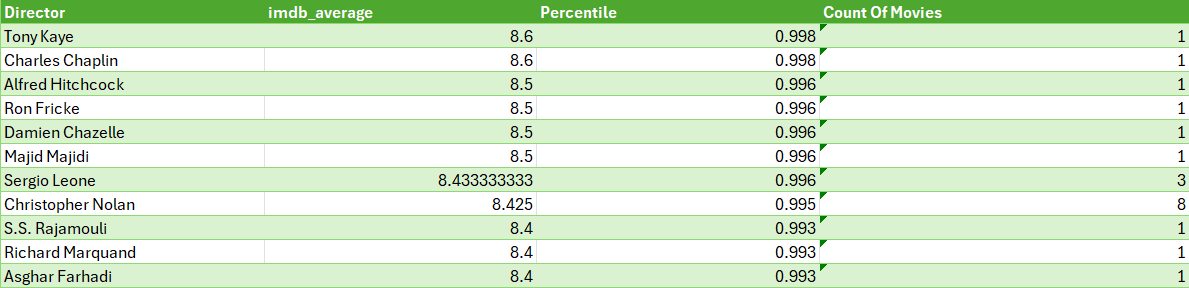 Director imdb_average Percentile Count Of Movies
Tony Kaye 8.6 0.998 1
Charles Chaplin 8.6 0.998 1
Alfred Hitchcock 8.5 0.996 1
Ron Fricke 8.5 0.996 1
Damien Chazelle 8.5 0.996 1
Majid Majidi 8.5 0.996 1
Sergio Leone 8.433333333 0.996 3
Christopher Nolan 8.425 0.995 8
S.S. Rajamouli 8.4 0.993 1
Richard Marquand 8.4 0.993 1
Asghar Farhadi 8.4 0.993 1